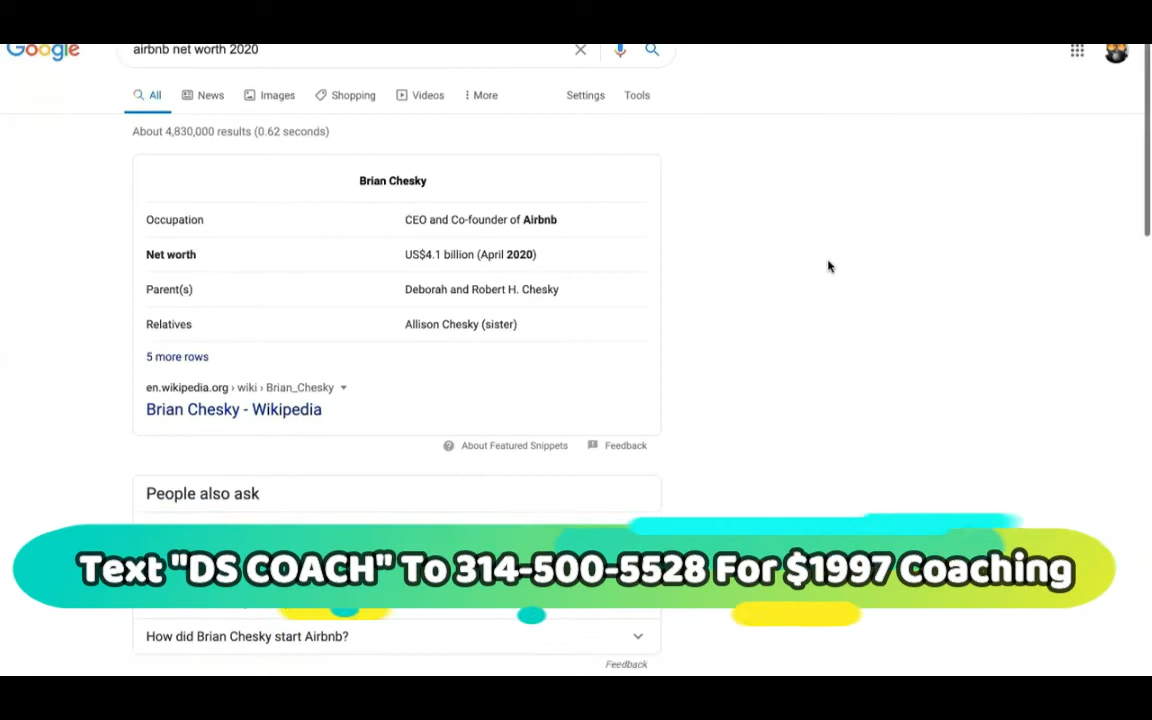 Google
airbnb net worth 2020
All News Images Shopping Videos More Settings Tools
About 4,830,000 results (0.62 seconds)
Brian Chesky
Occupation CEO and Co-founder of Airbnb
Net worth US$4.1 billion (April 2020)
Parent(s) Deborah and Robert H. Chesky
Relatives Allison Chesky (sister)
5 more rows
en.wikipedia.org › wiki › Brian_Chesky
Brian Chesky - Wikipedia
About Featured Snippets Feedback
People also ask
Text "DS COACH" To 314-500-5528 For $1997 Coaching
How did Brian Chesky start Airbnb?
Feedback